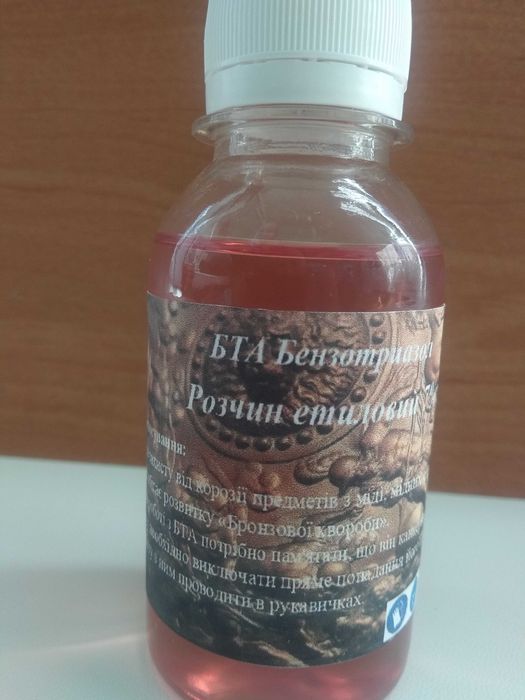 БТА Бензотриазол
Розчин етиловий
від корозії предметів з міді,
розвитку «Бронзової хвороби».
з БТА потрібно пам'ятати, що він
виключати пряме попадання
з ним проводити в рукавичках.